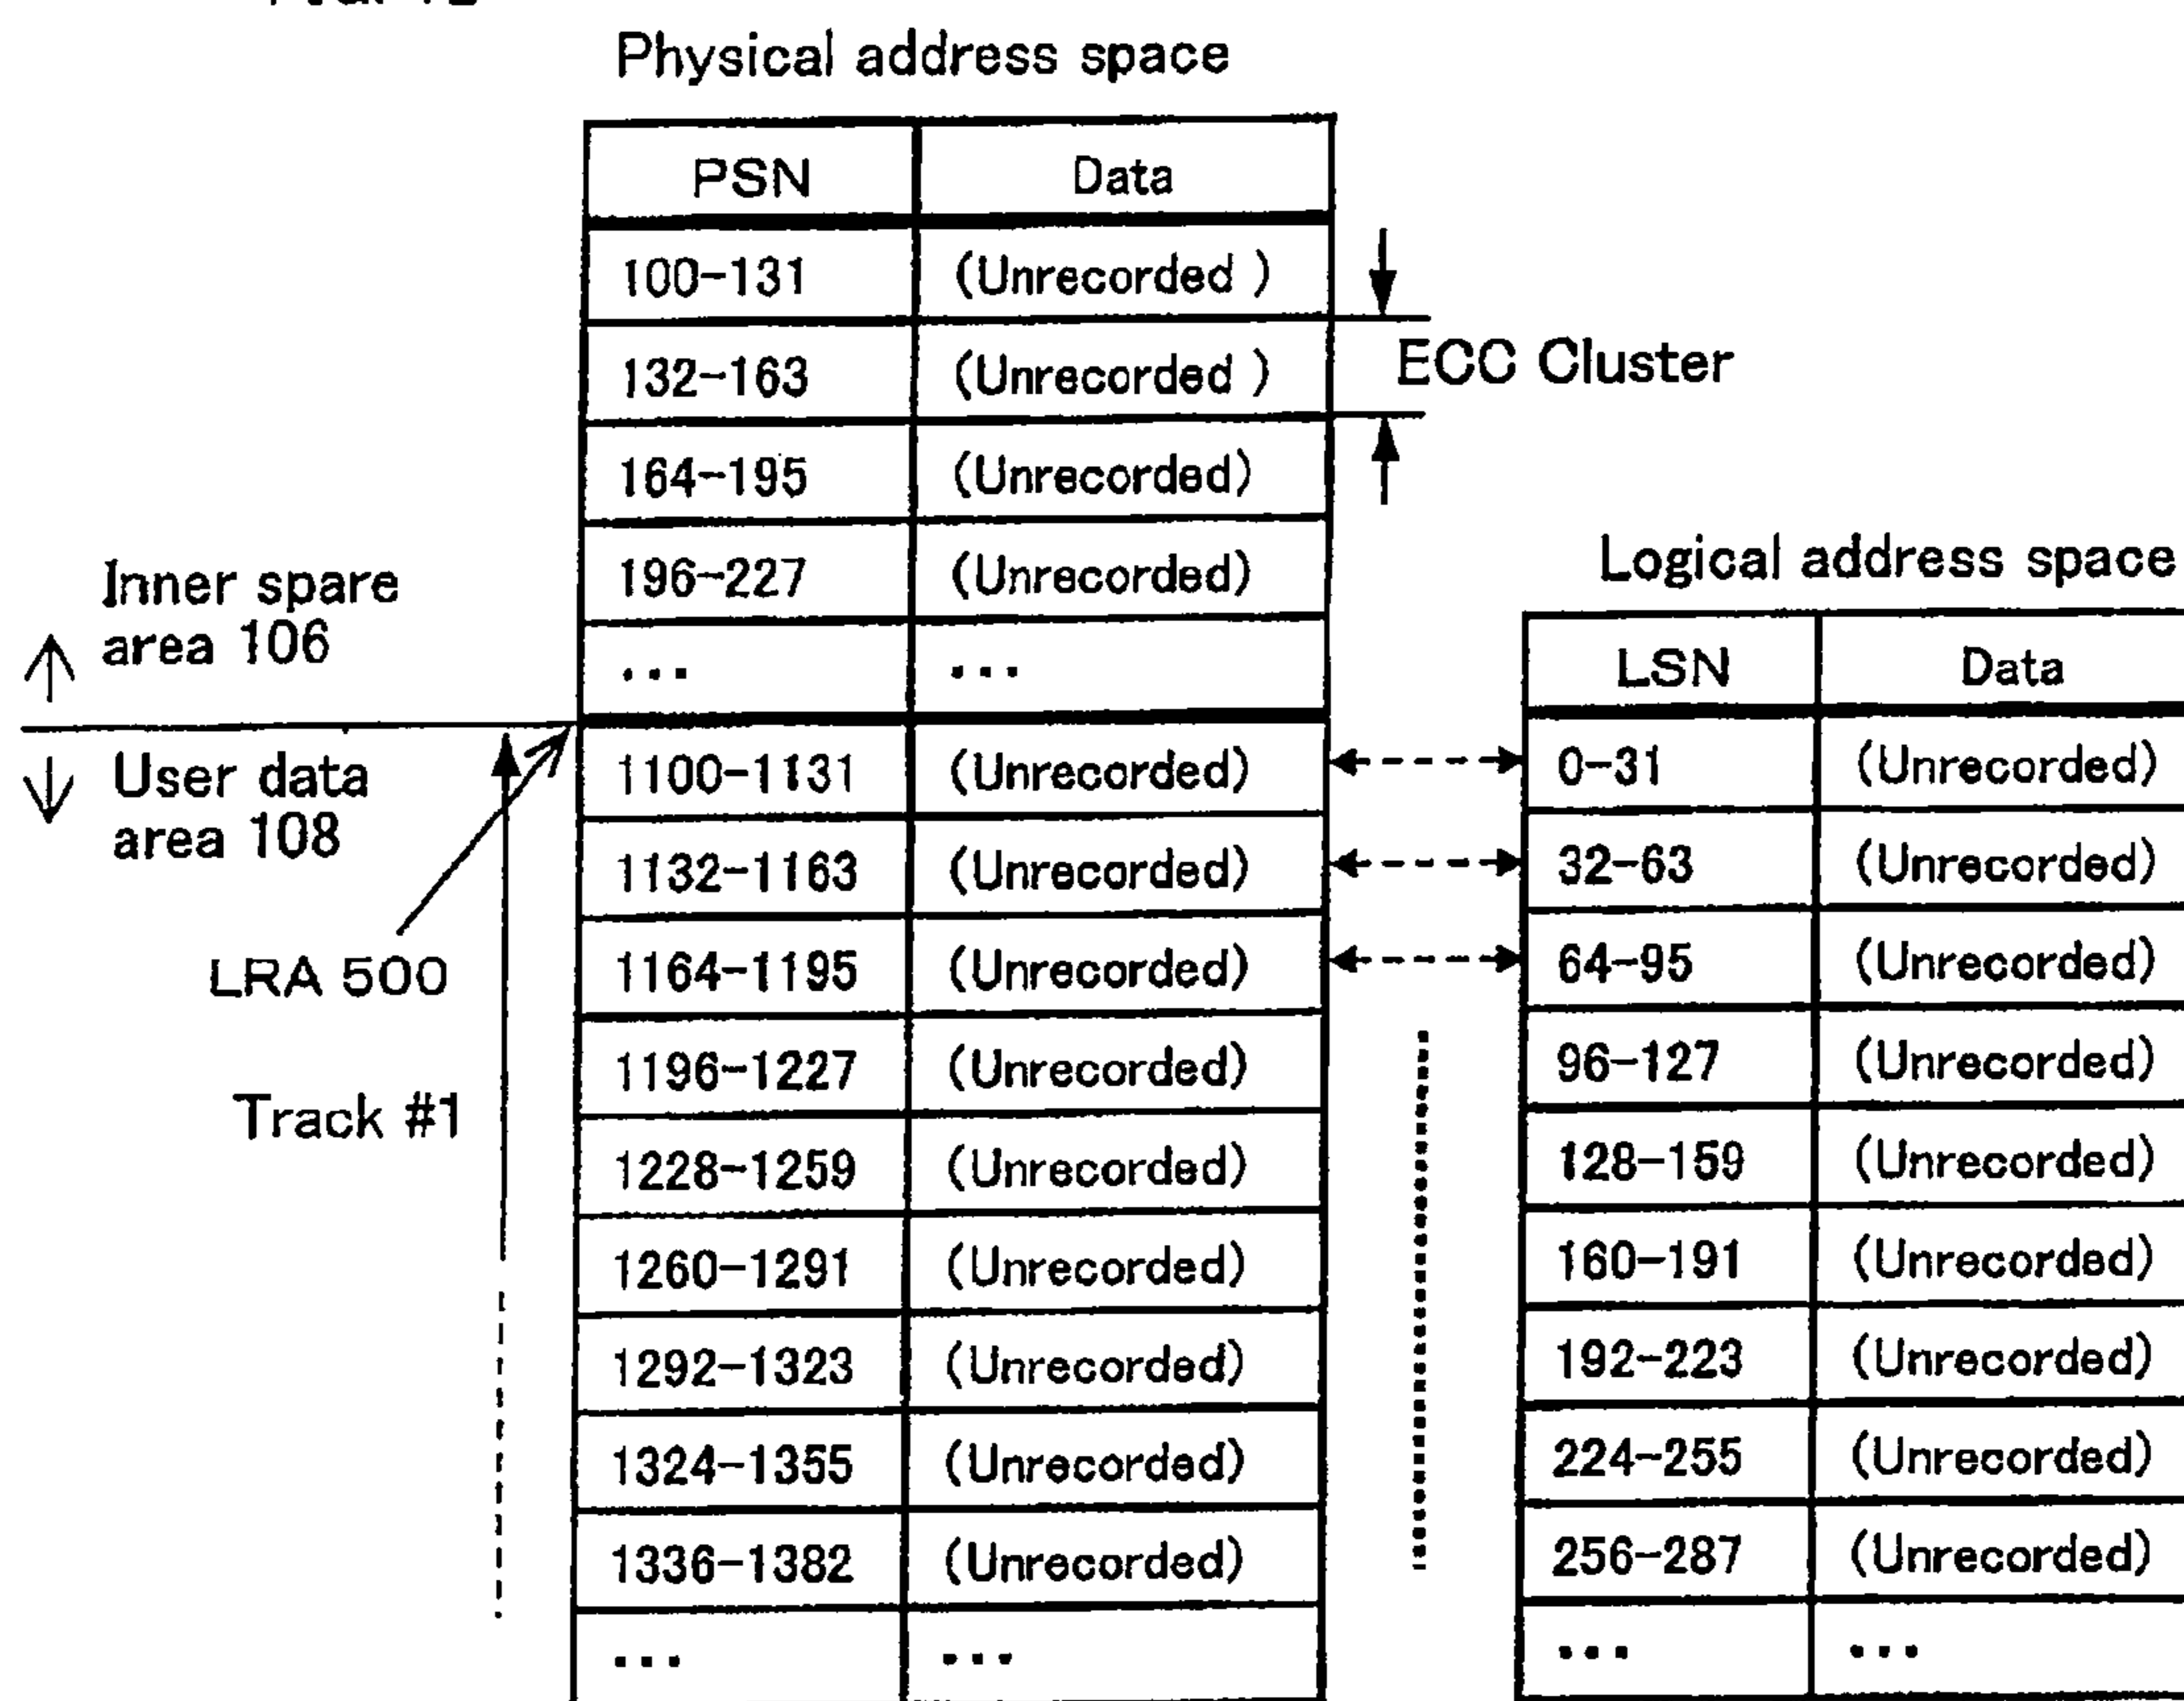 Physical address space
PSN Data
100-131 (Unrecorded )
132-163 (Unrecorded )
ECC Cluster
164-195 (Unrecorded)
196-227 (Unrecorded)
... ...
Inner spare
area 106
User data
area 108
LRA 500
Track #1
1100-1131 (Unrecorded)
1132-1163 (Unrecorded)
1164-1195 (Unrecorded)
1196-1227 (Unrecorded)
1228-1259 (Unrecorded)
1260-1291 (Unrecorded)
1292-1323 (Unrecorded)
1324-1355 (Unrecorded)
1336-1382 (Unrecorded)
... ...
Logical address space
LSN Data
0-31 (Unrecorded)
32-63 (Unrecorded)
64-95 (Unrecorded)
96-127 (Unrecorded)
128-159 (Unrecorded)
160-191 (Unrecorded)
192-223 (Unrecorded)
224-255 (Unrecorded)
256-287 (Unrecorded)
... ...